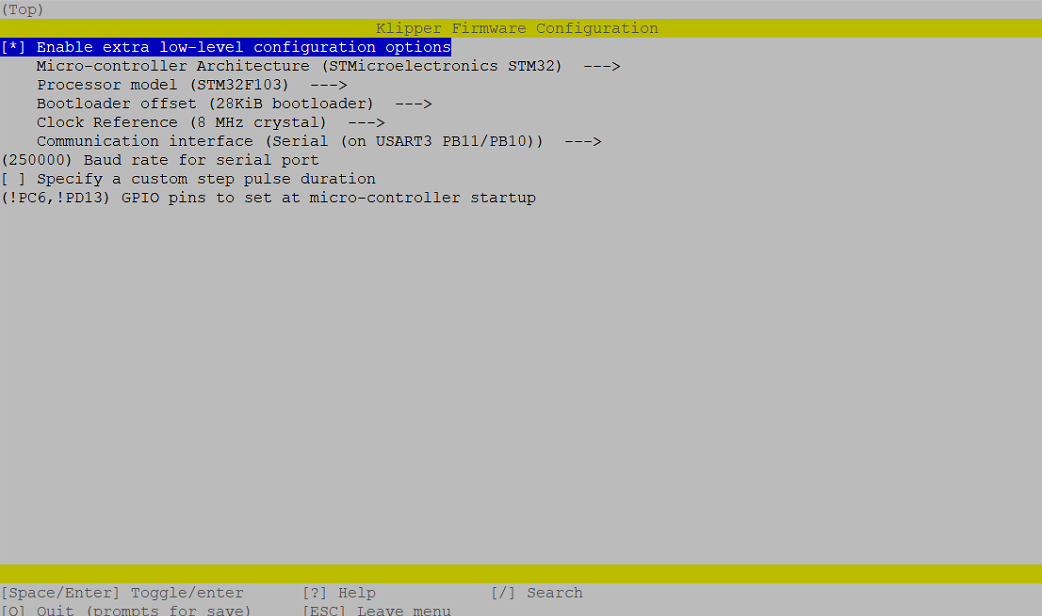 (Top)
Klipper Firmware Configuration
[*] Enable extra low-level configuration options
Micro-controller Architecture (STMicroelectronics STM32)  --->
Processor model (STM32F103)  --->
Bootloader offset (28KiB bootloader)  --->
Clock Reference (8 MHz crystal)  --->
Communication interface (Serial (on USART3 PB11/PB10))  --->
(250000) Baud rate for serial port
[ ] Specify a custom step pulse duration
(!PC6,!PD13) GPIO pins to set at micro-controller startup
[Space/Enter] Toggle/enter [?] Help [/] Search
[Q] Quit (prompts for save) [ESC] Leave menu